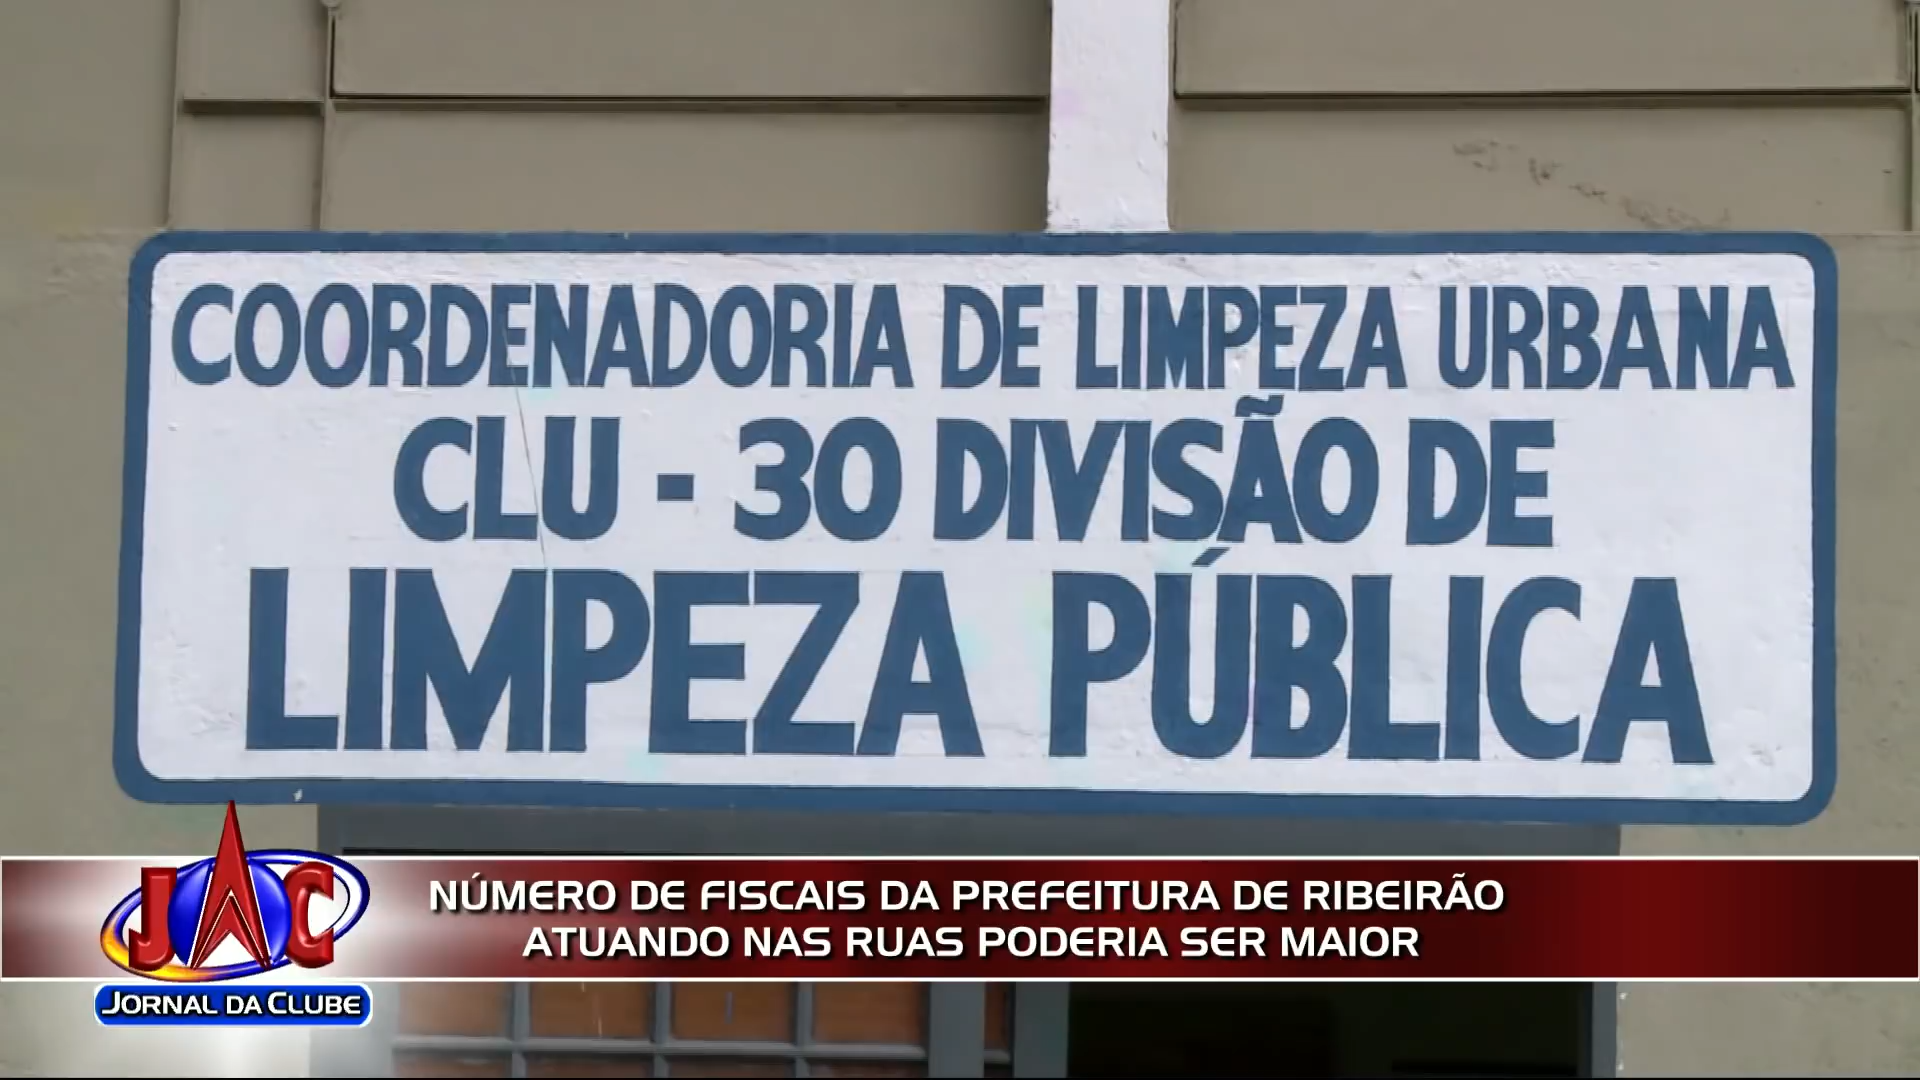 COORDENADORIA DE LIMPEZA URBANA
CLU - 30 DIVISÃO DE
LIMPEZA PÚBLICA
JAC
JORNAL DA CLUBE
NÚMERO DE FISCAIS DA PREFEITURA DE RIBEIRÃO
ATUANDO NAS RUAS PODERIA SER MAIOR